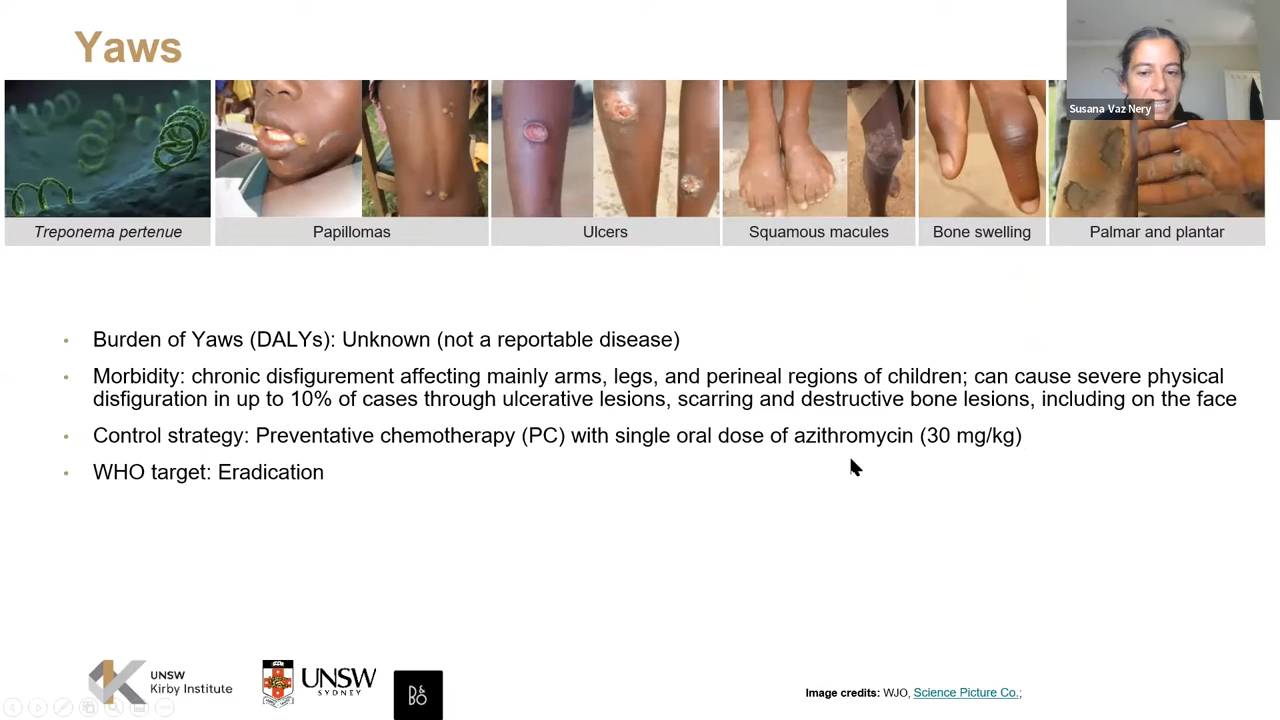 Yaws
Susana Vaz Nery
Treponema pertenue
Papillomas
Ulcers
Squamous macules
Bone swelling
Palmar and plantar
• Burden of Yaws (DALYs): Unknown (not a reportable disease)
• Morbidity: chronic disfigurement affecting mainly arms, legs, and perineal regions of children; can cause severe physical
disfiguration in up to 10% of cases through ulcerative lesions, scarring and destructive bone lesions, including on the face
• Control strategy: Preventative chemotherapy (PC) with single oral dose of azithromycin (30 mg/kg)
• WHO target: Eradication
UNSW
Kirby Institute
UNSW
SYDNEY
B&
BO
Image credits: WJO, Science Picture Co.;